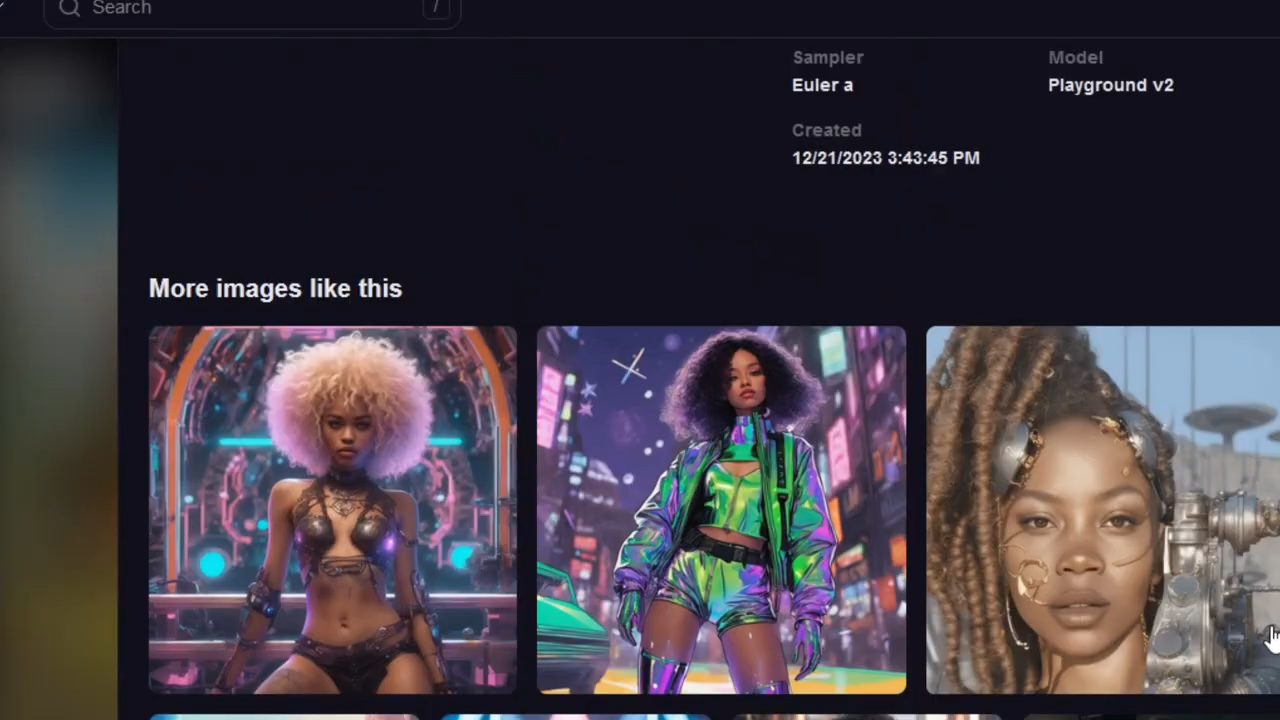 Search
/
Sampler
Model
Euler a
Playground v2
Created
12/21/2023 3:43:45 PM
More images like this